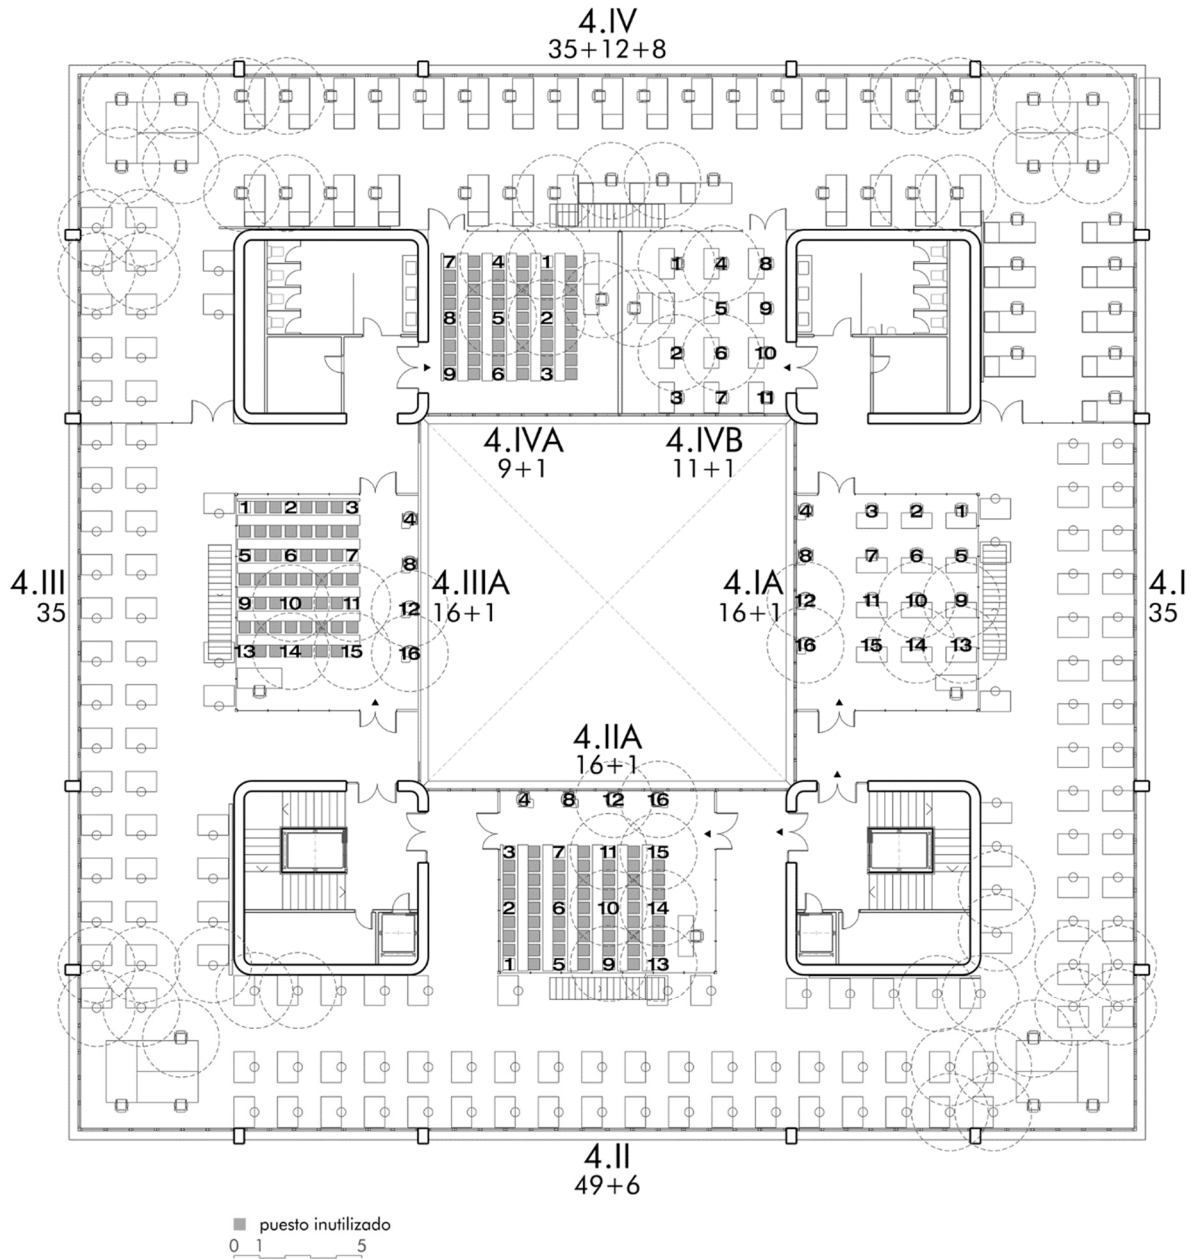 4.IV
35+12+8
7 4 1
8 5 2
9 6 3
1 4 8
5 9
2 6 10
3 7 11
4.IVA
9+1
4.IVB
11+1
1 2 3
4
5 6 7
8
9 10 11
12
13 14 15
16
4.III
35
4.IIIA
16+1
4.IA
16+1
4 3 2 1
8 7 6 5
12 11 10 9
16 15 14 13
4.I
35
4.IIA
16+1
4 8 12 16
3 7 11 15
2 6 10 14
1 5 9 13
4.II
49+6
puesto inutilizado
0 1 5